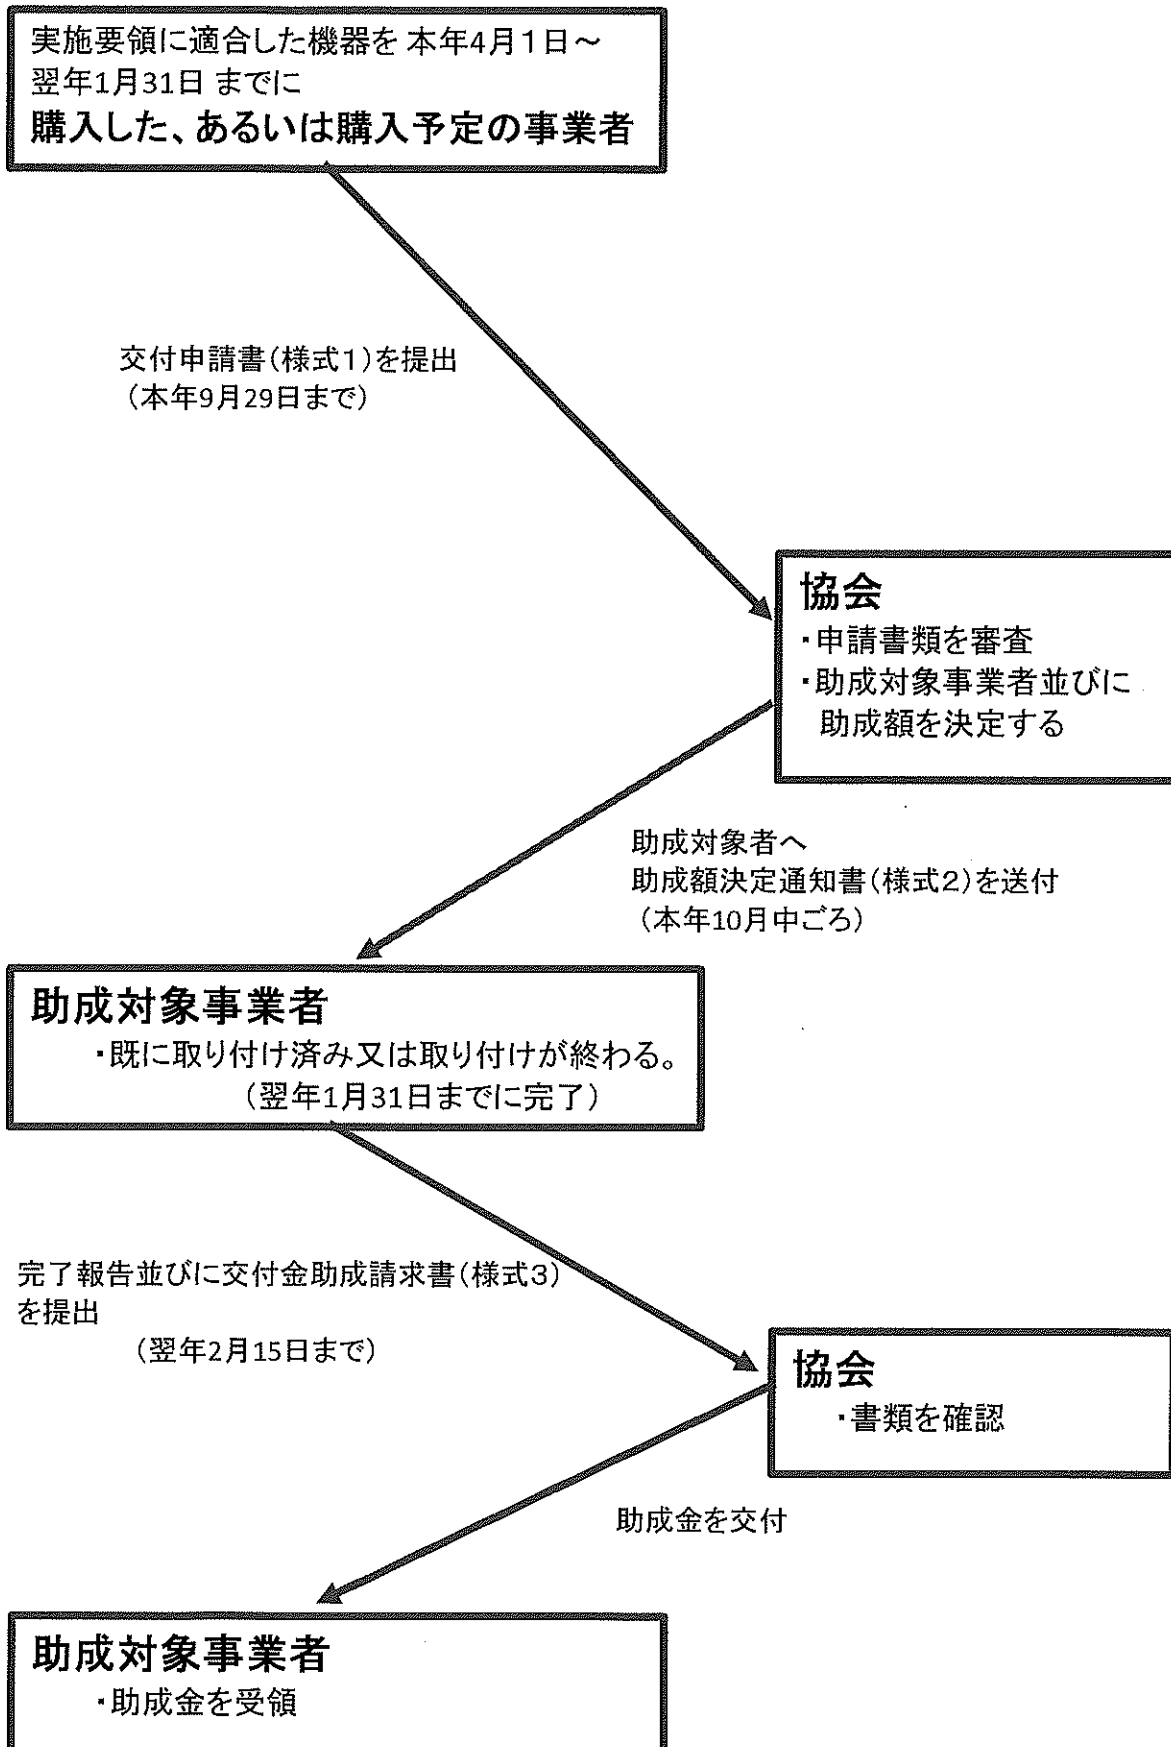 実施要領に適合した機器を 本年4月1日～
翌年1月31日 までに
購入した、あるいは購入予定の事業者
交付申請書(様式１)を提出
（本年9月29日まで）
協会
・申請書類を審査
・助成対象事業者並びに
助成額を決定する
助成対象者へ
助成額決定通知書(様式２)を送付
（本年10月中ごろ）
助成対象事業者
・既に取り付け済み又は取り付けが終わる。
（翌年1月31日までに完了）
完了報告並びに交付金助成請求書(様式３)
を提出
（翌年2月15日まで）
協会
・書類を確認
助成金を交付
助成対象事業者
・助成金を受領